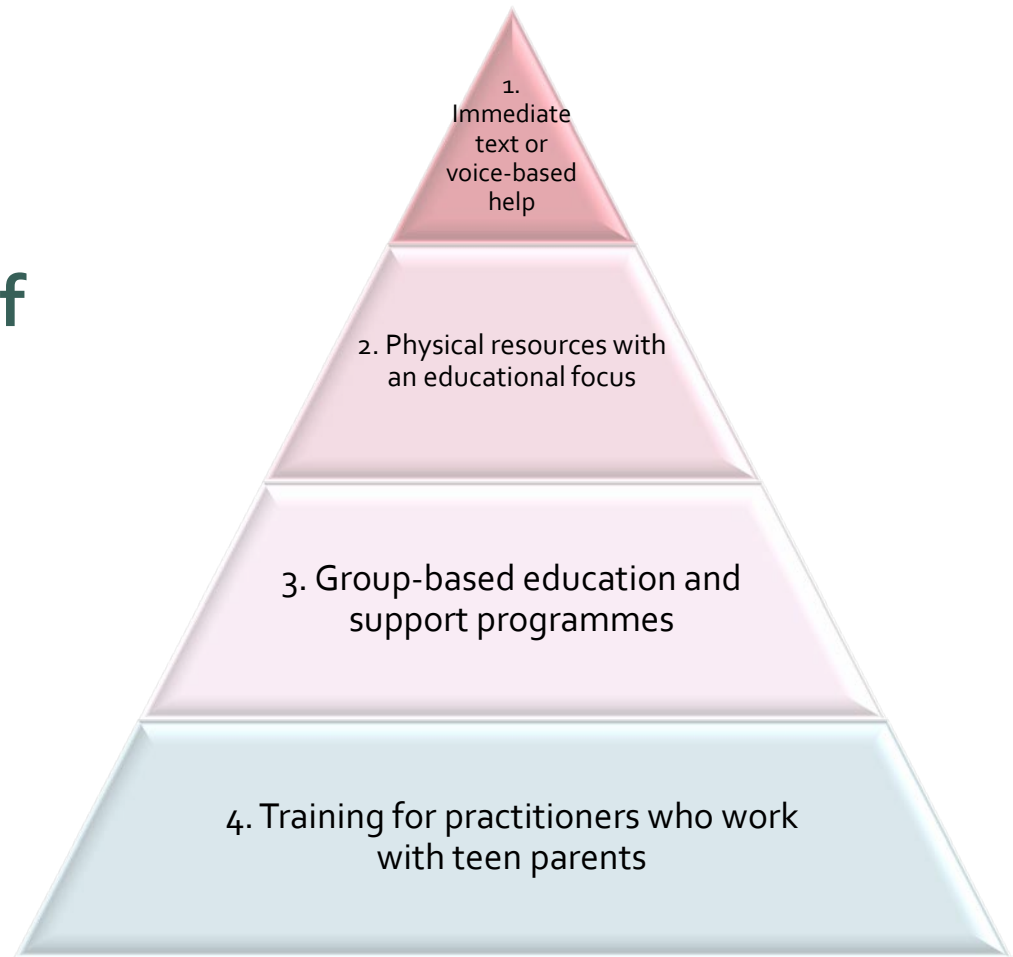 f
1.
Immediate
text or
voice-based
help
2. Physical resources with
an educational focus
3. Group-based education and
support programmes
4. Training for practitioners who work
with teen parents